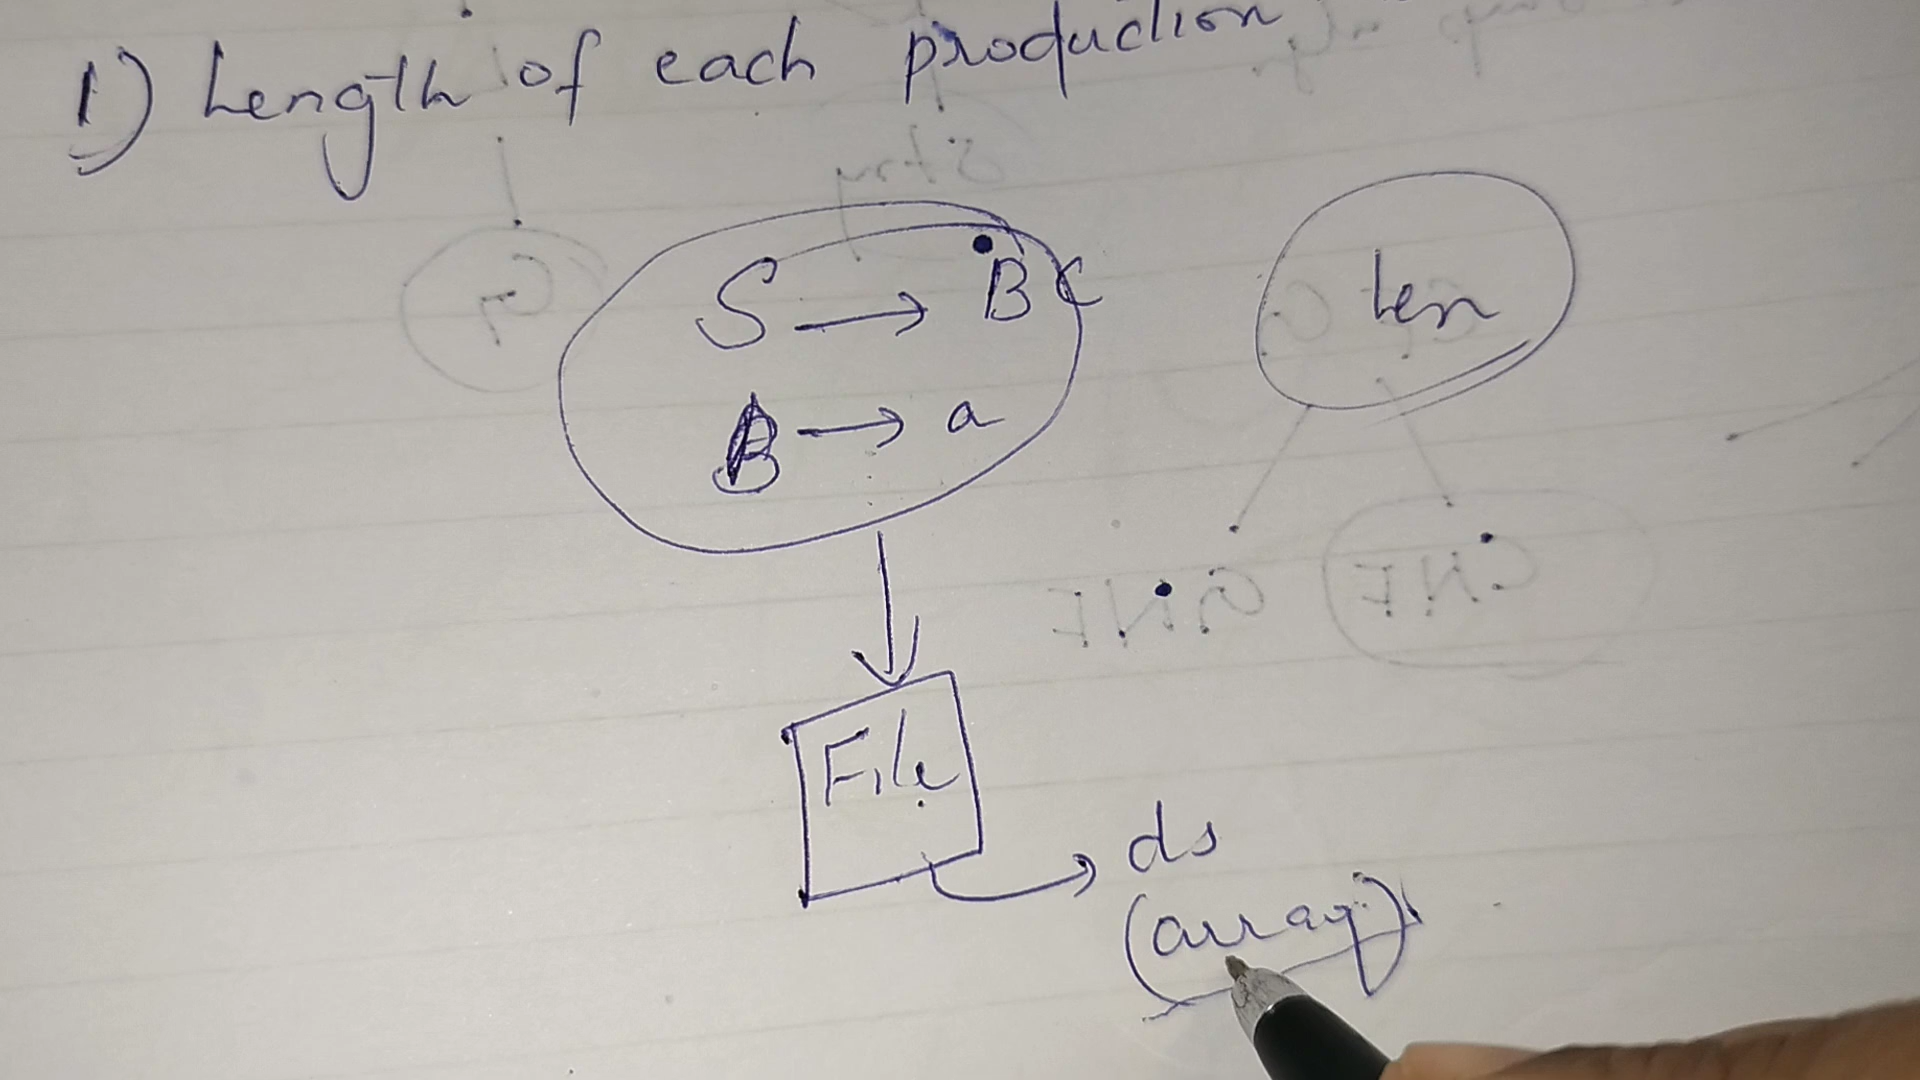 1) Length of each production
S → BC
len
B → a
File
ds
(array)